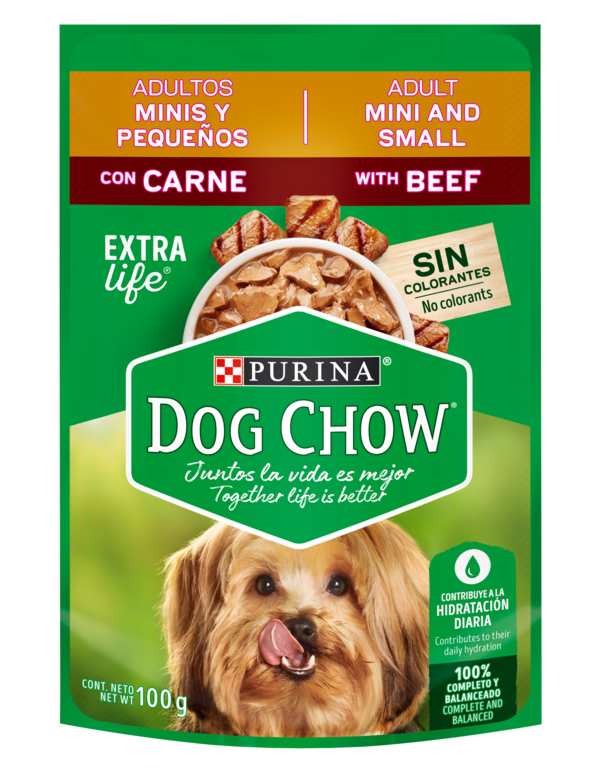 ADULTOS
MINIS Y
PEQUEÑOS
ADULT
MINI AND
SMALL
CON CARNE
WITH BEEF
EXTRA
life®
SIN
COLORANTES
No colorants
PURINA®
DOG CHOW®
Juntos la vida es mejor
Together life is better
CONTRIBUYE A LA
HIDRATACIÓN
DIARIA
Contributes to their
daily hydration
100%
COMPLETO Y
BALANCEADO
COMPLETE AND
BALANCED
CONT. NETO
NET WT 100 g